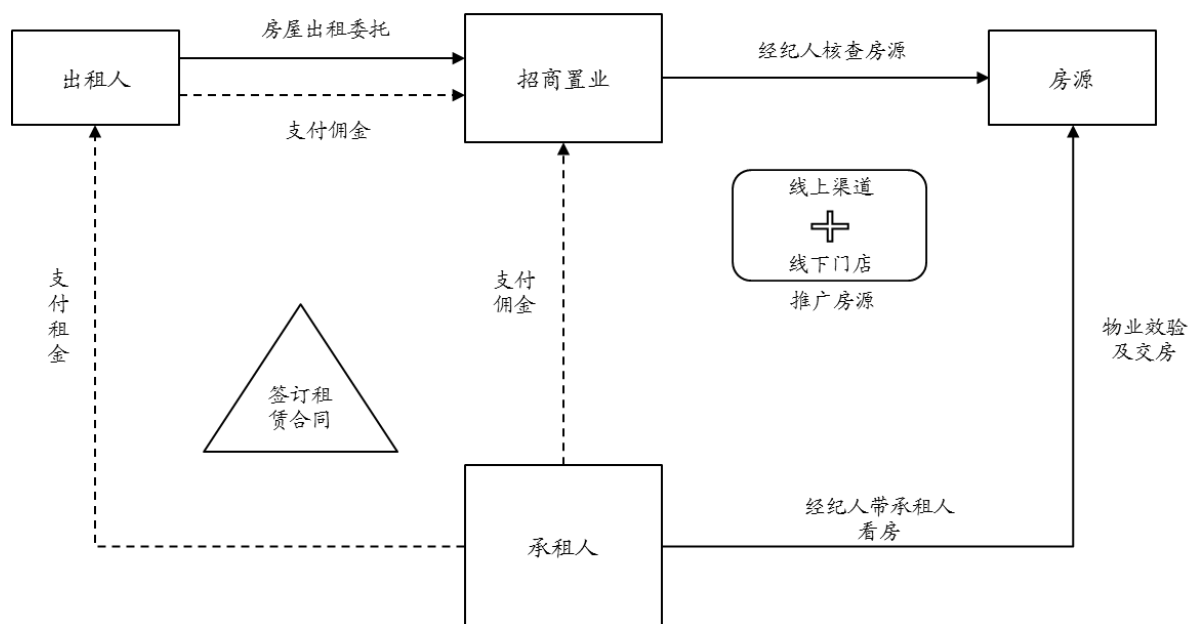 房屋出租委托
出租人
招商置业
经纪人核查房源
房源
支付佣金
线上渠道
线下门店
推广房源
支
付
租
金
支付
佣金
物业效验
及交房
签订租
赁合同
经纪人带承租人
看房
承租人